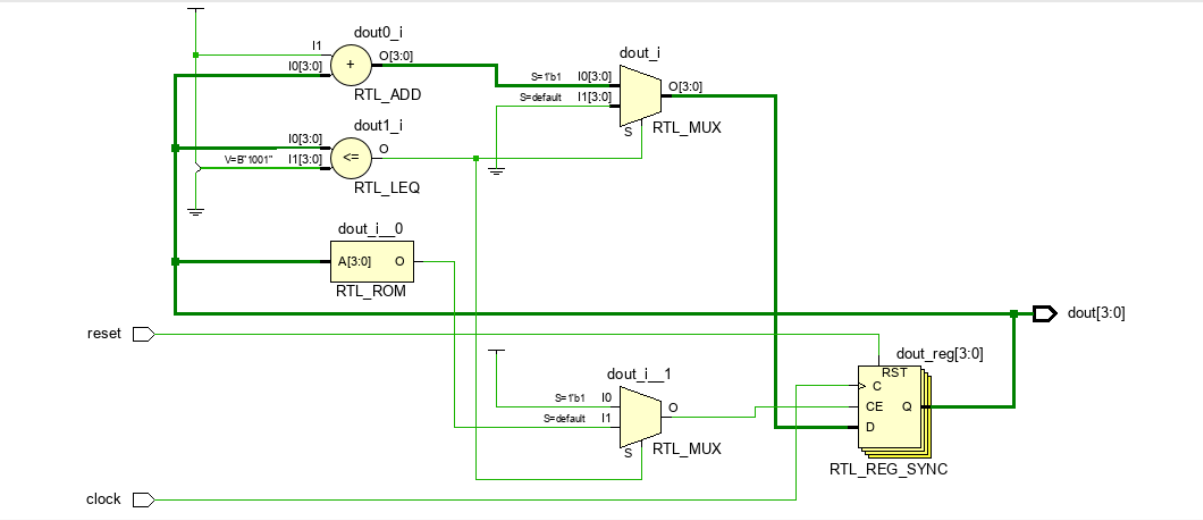 dout0_i
I1
I0[3:0]
+
O[3:0]
RTL_ADD
dout1_i
I0[3:0]
V=B"1001"
I1[3:0]
<=
O
RTL_LEQ
dout_i
S=1'b1
I0[3:0]
S=default
I1[3:0]
O[3:0]
S
RTL_MUX
dout_i__0
A[3:0]
O
RTL_ROM
dout[3:0]
reset
dout_i__1
S=1'b1
I0
S=default
I1
O
S
RTL_MUX
dout_reg[3:0]
RST
C
CE
Q
D
RTL_REG_SYNC
clock